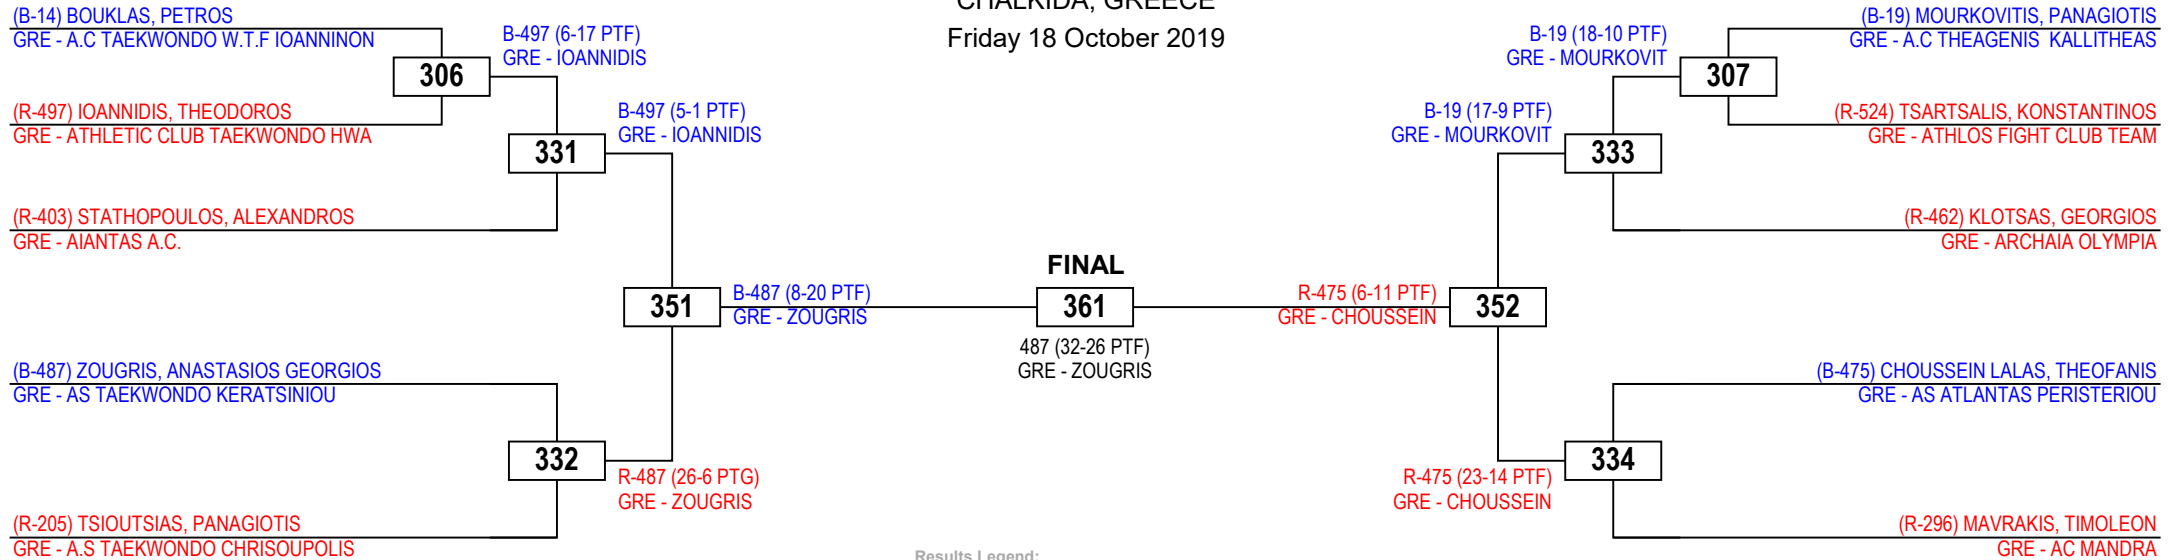 CHALKIDA, GREECE
Friday 18 October 2019
(B-14) BOUKLAS, PETROS
GRE - A.C TAEKWONDO W.T.F IOANNINON
306
B-497 (6-17 PTF)
GRE - IOANNIDIS
(R-497) IOANNIDIS, THEODOROS
GRE - ATHLETIC CLUB TAEKWONDO HWA
331
B-497 (5-1 PTF)
GRE - IOANNIDIS
(R-403) STATHOPOULOS, ALEXANDROS
GRE - AIANTAS A.C.
351
B-487 (8-20 PTF)
GRE - ZOUGRIS
(B-487) ZOUGRIS, ANASTASIOS GEORGIOS
GRE - AS TAEKWONDO KERATSINIOU
332
R-487 (26-6 PTG)
GRE - ZOUGRIS
(R-205) TSIOUTSIAS, PANAGIOTIS
GRE - A.S TAEKWONDO CHRISOUPOLIS
FINAL
361
487 (32-26 PTF)
GRE - ZOUGRIS
(B-19) MOURKOVITIS, PANAGIOTIS
GRE - A.C THEAGENIS  KALLITHEAS
B-19 (18-10 PTF)
GRE - MOURKOVIT
307
(R-524) TSARTSALIS, KONSTANTINOS
GRE - ATHLOS FIGHT CLUB TEAM
B-19 (17-9 PTF)
GRE - MOURKOVIT
333
(R-462) KLOTSAS, GEORGIOS
GRE - ARCHAIA OLYMPIA
R-475 (6-11 PTF)
GRE - CHOUSSEIN
352
(B-475) CHOUSSEIN LALAS, THEOFANIS
GRE - AS ATLANTAS PERISTERIOU
334
R-475 (23-14 PTF)
GRE - CHOUSSEIN
(R-296) MAVRAKIS, TIMOLEON
GRE - AC MANDRA
Results Legend: